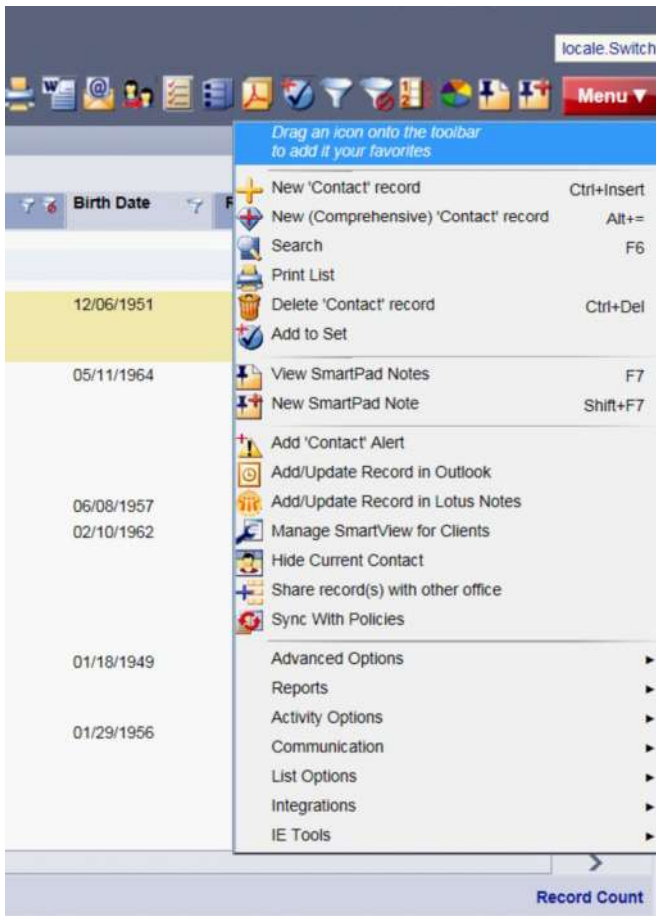 locale.Switch
Menu ▼
Drag an icon onto the toolbar
to add it your favorites
Birth Date
New 'Contact' record Ctrl+Insert
New (Comprehensive) 'Contact' record Alt+=
Search F6
Print List
12/06/1951
Delete 'Contact' record Ctrl+Del
Add to Set
05/11/1964
View SmartPad Notes F7
New SmartPad Note Shift+F7
Add 'Contact' Alert
Add/Update Record in Outlook
06/08/1957
Add/Update Record in Lotus Notes
02/10/1962
Manage SmartView for Clients
Hide Current Contact
Share record(s) with other office
Sync With Policies
01/18/1949
Advanced Options
Reports
Activity Options
01/29/1956
Communication
List Options
Integrations
IE Tools
Record Count